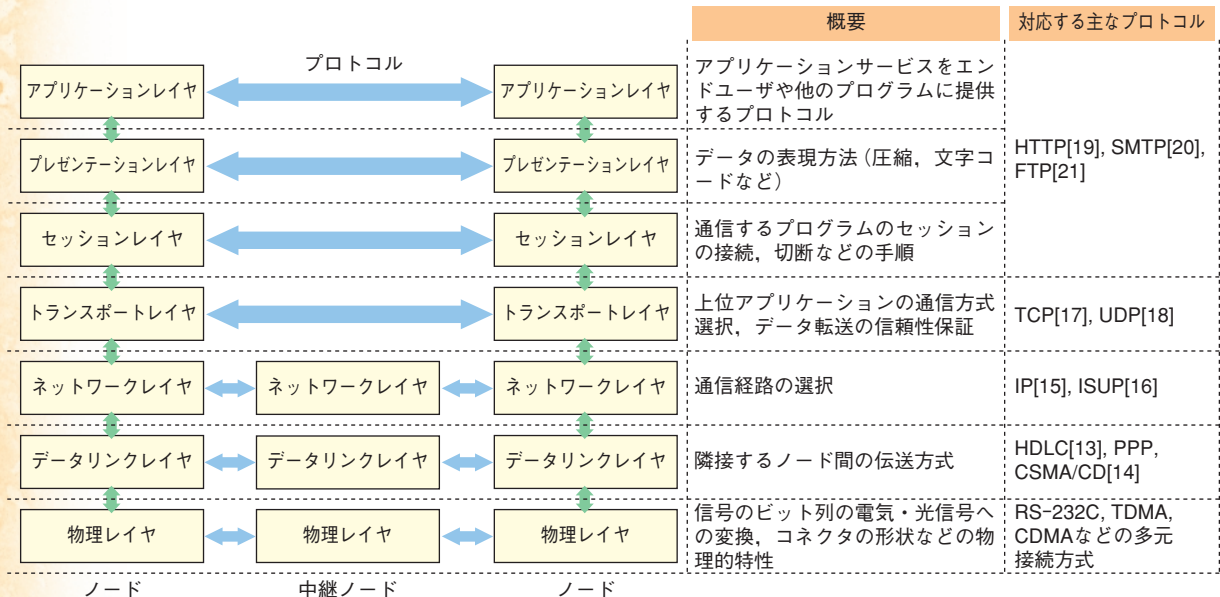 概要
対応する主なプロトコル
プロトコル
アプリケーションレイヤ
アプリケーションレイヤ
アプリケーションサービスをエン
ドユーザや他のプログラムに提供
するプロトコル
HTTP[19], SMTP[20],
FTP[21]
プレゼンテーションレイヤ
プレゼンテーションレイヤ
データの表現方法(圧縮,文字コ
ードなど)
セッションレイヤ
セッションレイヤ
通信するプログラムのセッション
の接続,切断などの手順
トランスポートレイヤ
トランスポートレイヤ
上位アプリケーションの通信方式
選択,データ転送の信頼性保証
TCP[17], UDP[18]
ネットワークレイヤ
ネットワークレイヤ
ネットワークレイヤ
通信経路の選択
IP[15], ISUP[16]
データリンクレイヤ
データリンクレイヤ
データリンクレイヤ
隣接するノード間の伝送方式
HDLC[13], PPP,
CSMA/CD[14]
物理レイヤ
物理レイヤ
物理レイヤ
信号のビット列の電気・光信号へ
の変換,コネクタの形状などの物
理的特性
RS-232C, TDMA,
CDMAなどの多元
接続方式
ノード
中継ノード
ノード